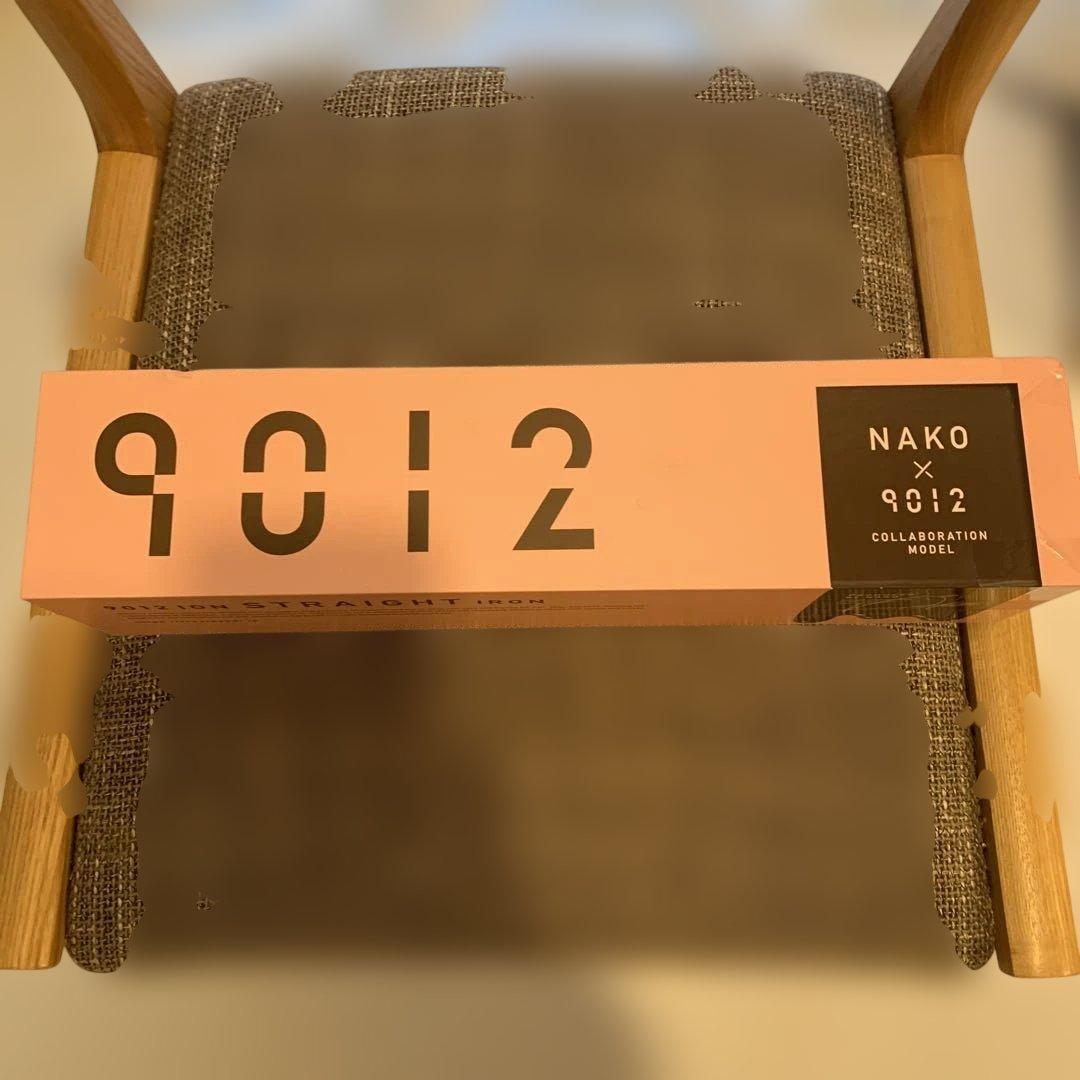 9012
NAKO
×
9012
COLLABORATION
MODEL
9012 ION STRAIGHT IRON